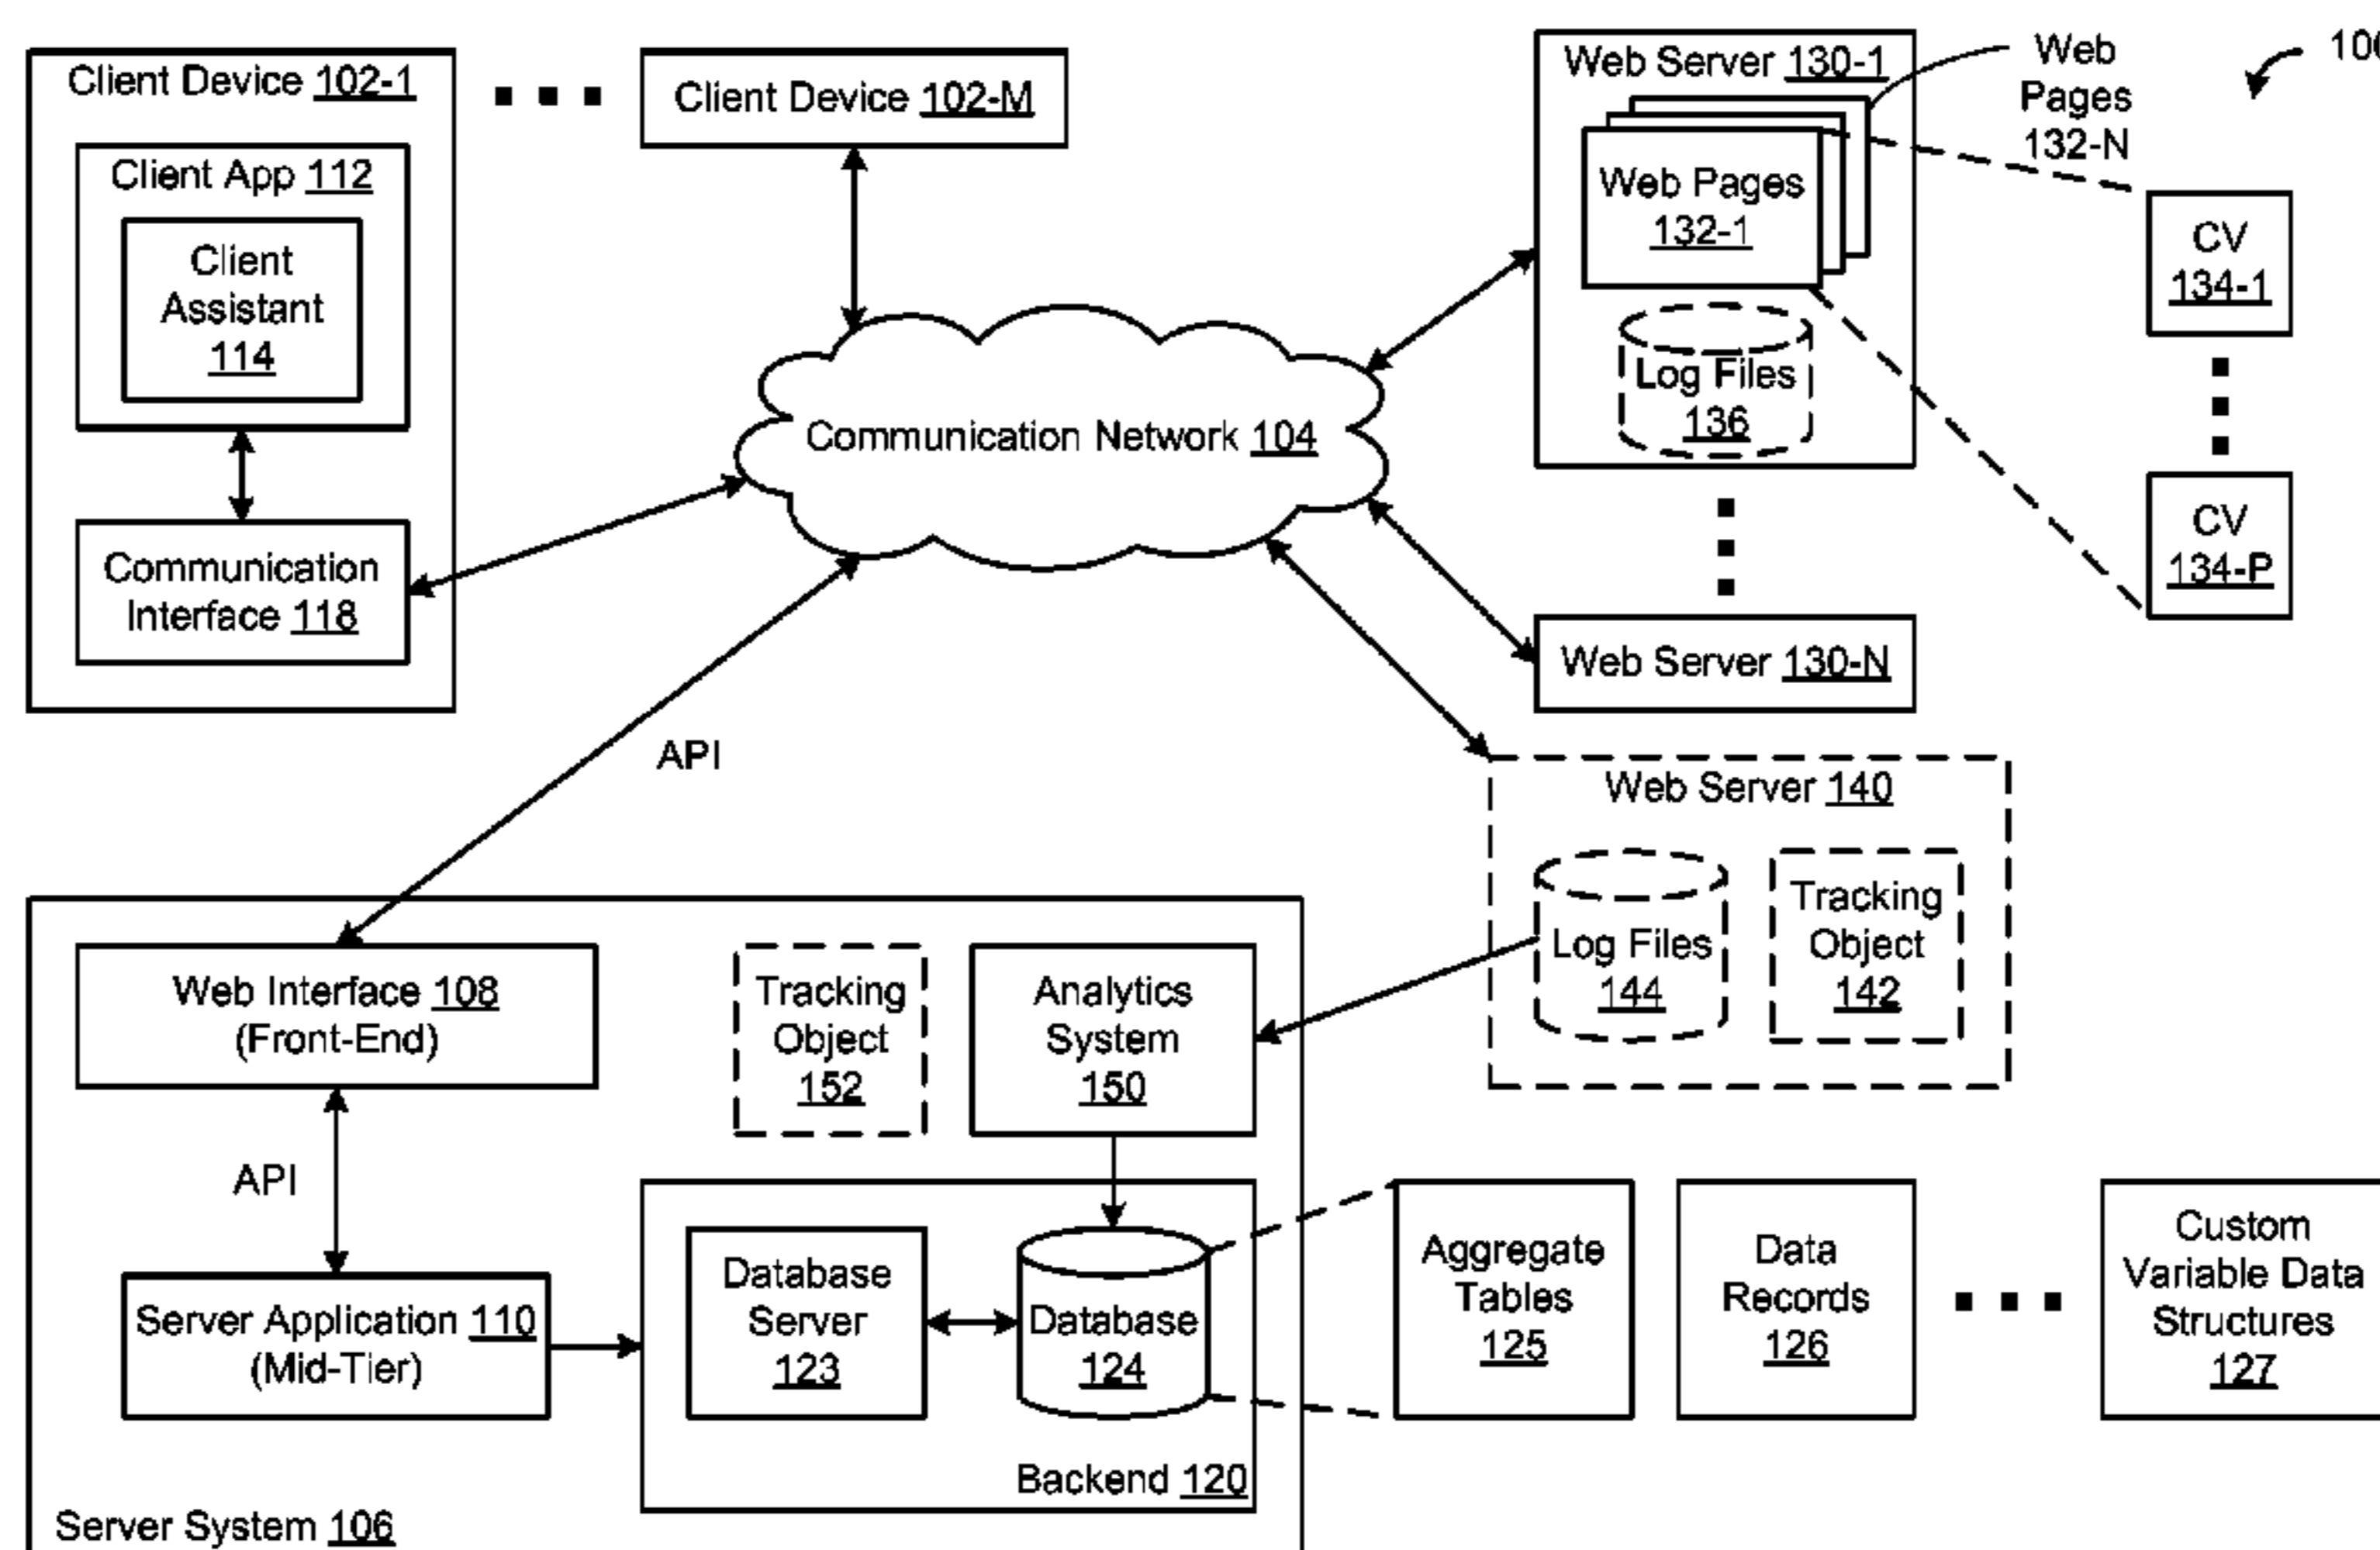 Client Device 102-1
Client App 112
Client
Assistant
114
Communication
Interface 118
Client Device 102-M
Communication Network 104
Web Server 130-1
Web Pages
132-1
Log Files
136
Web
Pages
132-N
CV
134-1
CV
134-P
Web Server 130-N
Web Server 140
Log Files
144
Tracking
Object
142
API
Web Interface 108
(Front-End)
Tracking
Object
152
Analytics
System
150
API
Server Application 110
(Mid-Tier)
Database
Server
123
Database
124
Backend 120
Server System 106
Aggregate
Tables
125
Data
Records
126
Custom
Variable Data
Structures
127